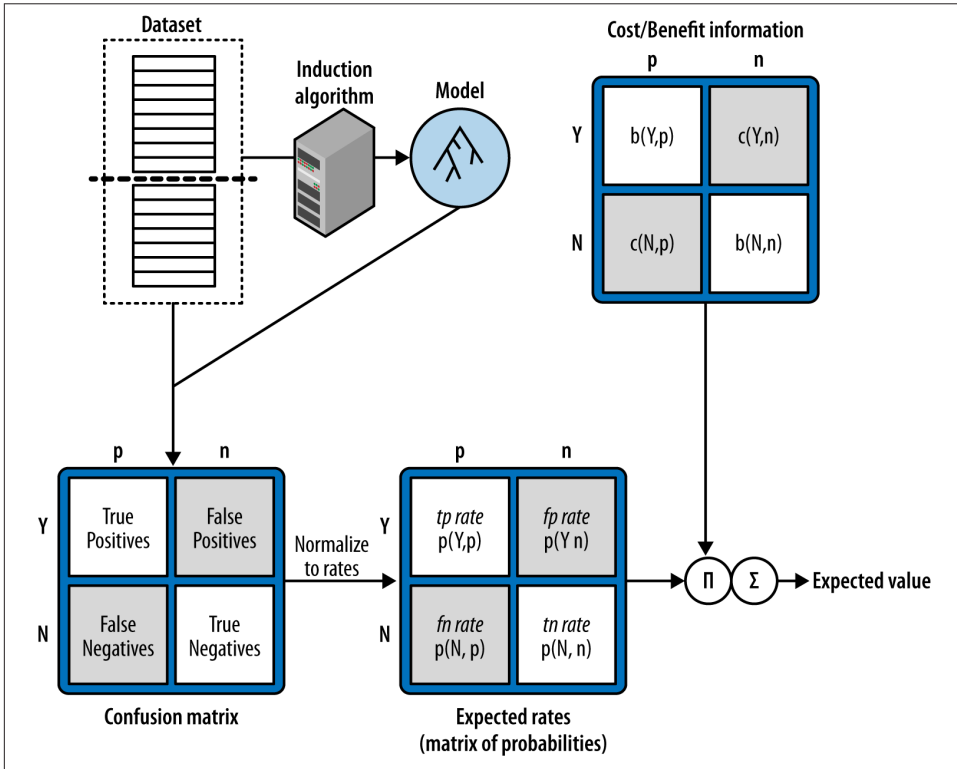 Dataset
Cost/Benefit information
p n
Induction
algorithm
Model
Y
b(Y,p)
c(Y,n)
N
c(N,p)
b(N,n)
p n
Y
True
Positives
False
Positives
N
False
Negatives
True
Negatives
Confusion matrix
Normalize
to rates
p n
Y
tp rate
p(Y,p)
fp rate
p(Y n)
N
fn rate
p(N, p)
tn rate
p(N, n)
Expected rates
(matrix of probabilities)
Π Σ
Expected value